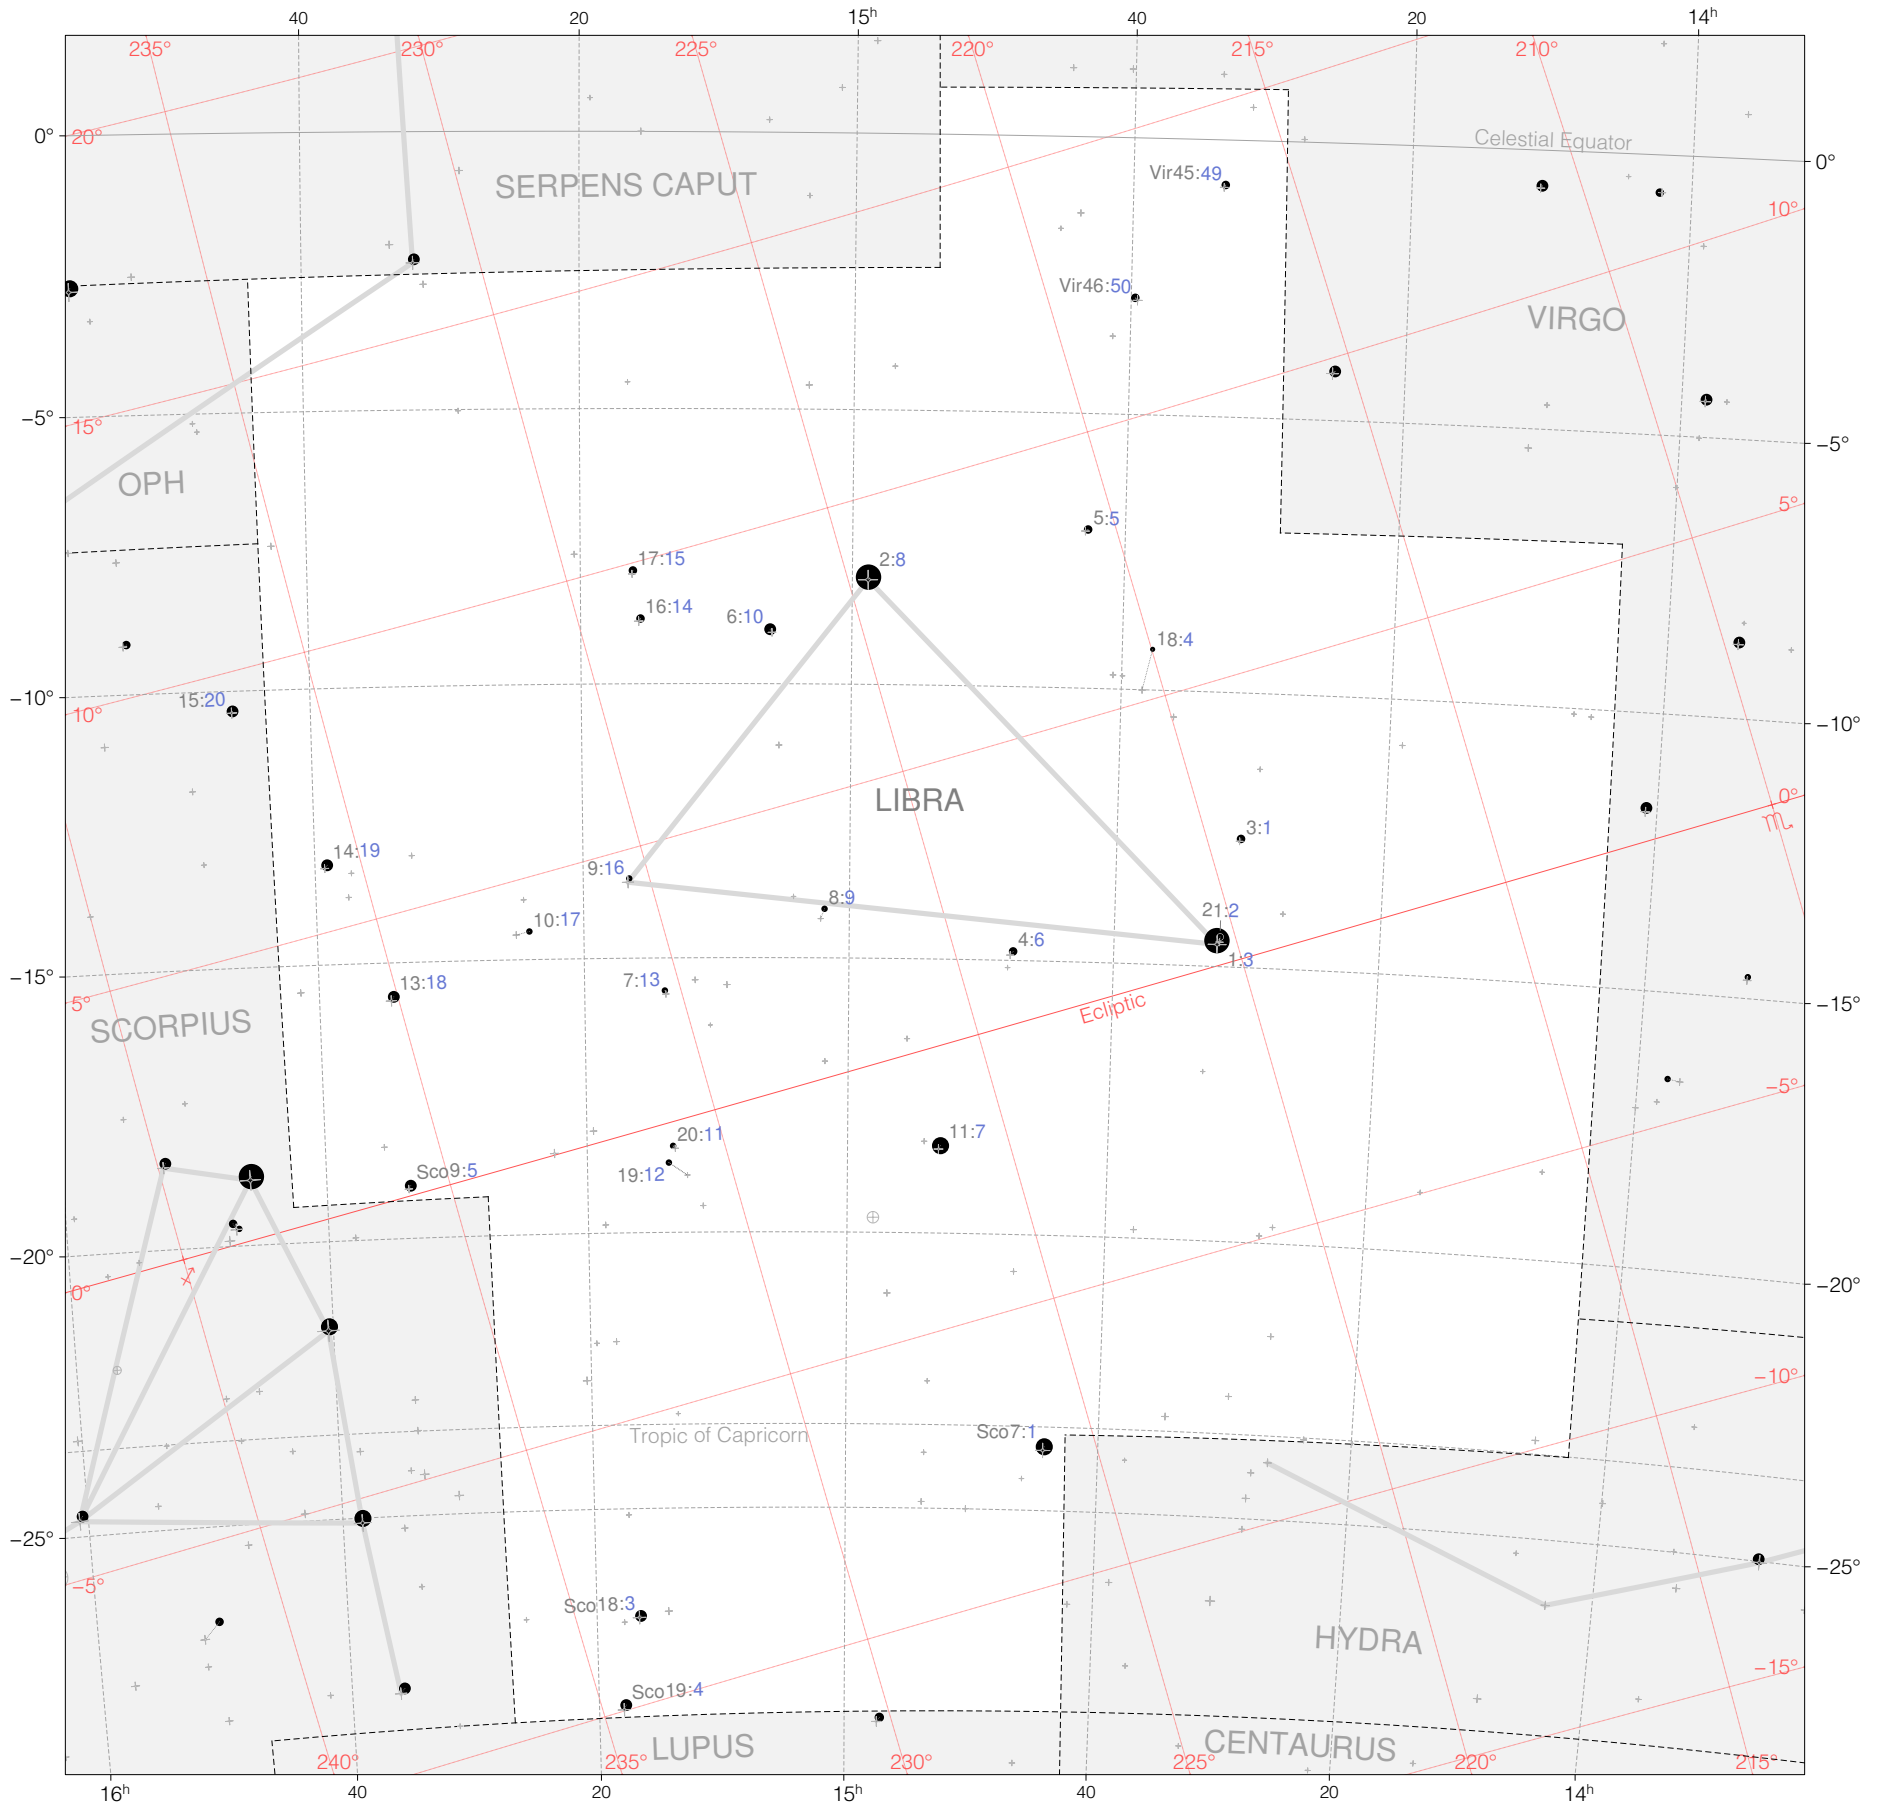 40 20 15h 40 20 14h
235° 230° 225° 220° 215° 210°
0° 20° Celestial Equator 0°
Vir45:49
SERPENS CAPUT
10°
Vir46:50
VIRGO
−5° 15° −5°
OPH
5°
5:5
17:15 2:8
16:14 6:10
18:4
15:20
−10° 10° −10°
LIBRA
0°
♏
3:1
14:19
9:16
8:9
21:2
10:17
4:6
1:3
−15° 13:18 7:13 −15°
5° Ecliptic
SCORPIUS
−5°
20:11 11:7
Sco9:5 19:12
−20° −20°
♐
0°
−10°
Sco7:1
Tropic of Capricorn
−25° −25°
−5°
Sco18:3
HYDRA
−15°
Sco19:4
LUPUS CENTAURUS
240° 235° 230° 225° 220° 215°
16h 40 20 15h 40 20 14h